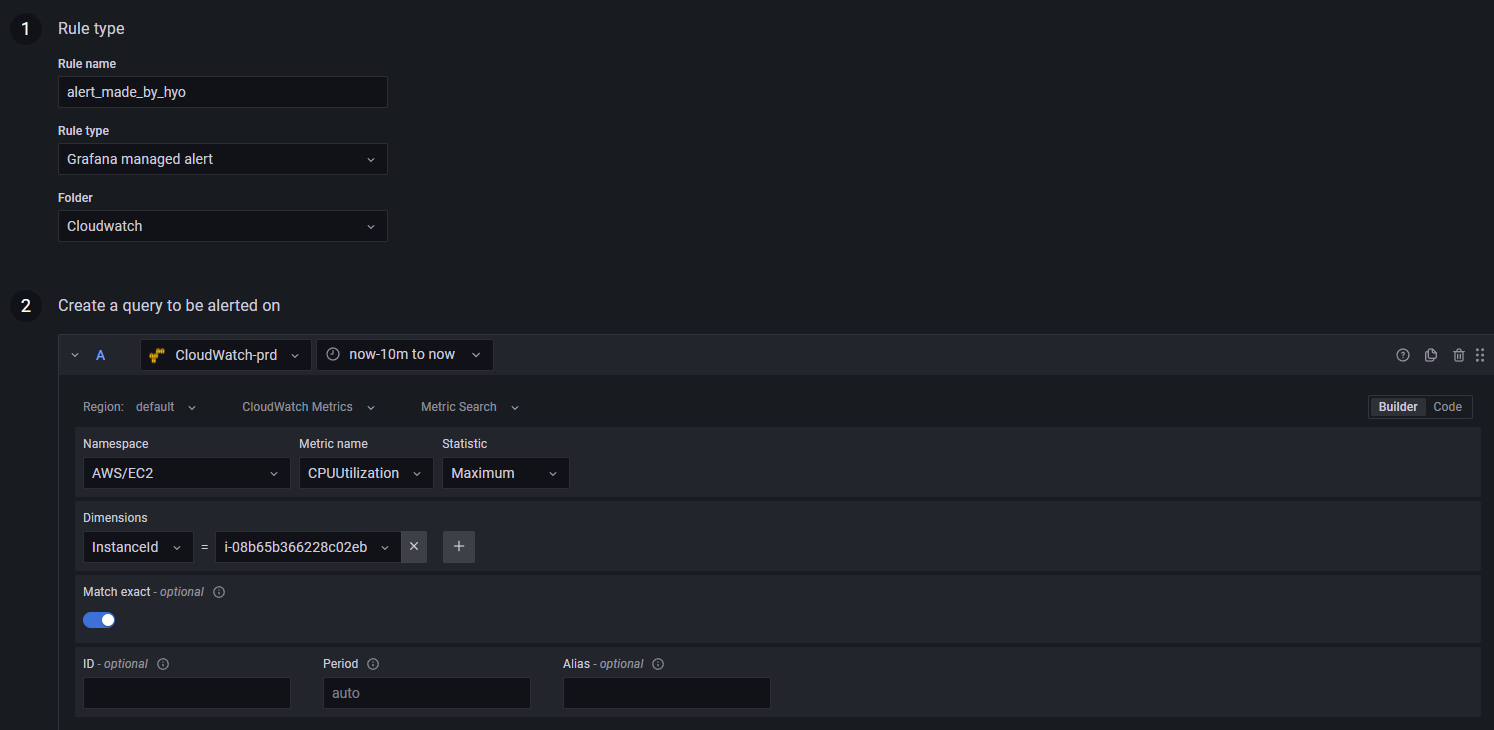 1 Rule type
Rule name
alert_made_by_hyo
Rule type
Grafana managed alert
Folder
Cloudwatch
2 Create a query to be alerted on
A CloudWatch-prd now-10m to now
Region: default CloudWatch Metrics Metric Search Builder Code
Namespace Metric name Statistic
AWS/EC2 CPUUtilization Maximum
Dimensions
InstanceId = i-08b65b366228c02eb
Match exact - optional
ID - optional Period Alias - optional
auto